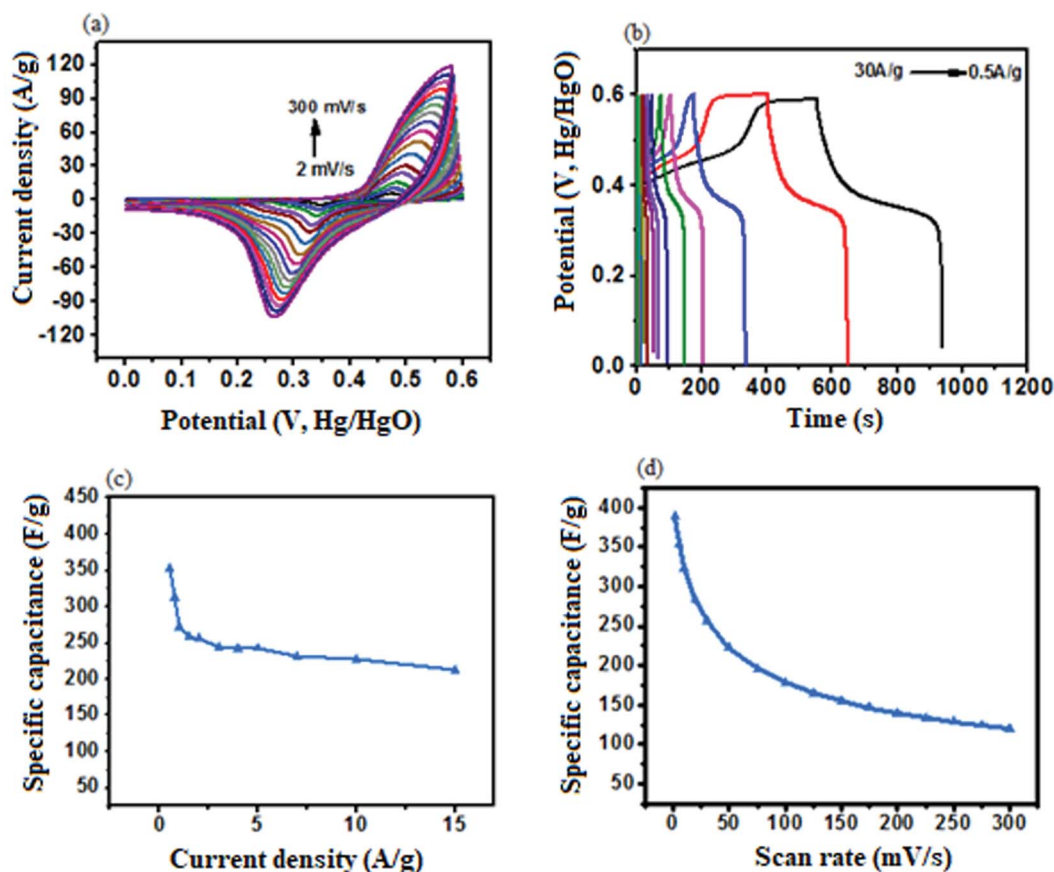 (a)
Current density (A/g)
120
90
60
30
0
-30
-60
-90
-120
300 mV/s
2 mV/s
0.0 0.1 0.2 0.3 0.4 0.5 0.6
Potential (V, Hg/HgO)
(b)
Potential (V, Hg/HgO)
0.6
0.4
0.2
0.0
30A/g 0.5A/g
0 200 400 600 800 1000 1200
Time (s)
(c)
Specific capacitance (F/g)
450
400
350
300
250
200
150
100
50
0 5 10 15
Current density (A/g)
(d)
Specific capacitance (F/g)
400
350
300
250
200
150
100
50
0 50 100 150 200 250 300
Scan rate (mV/s)